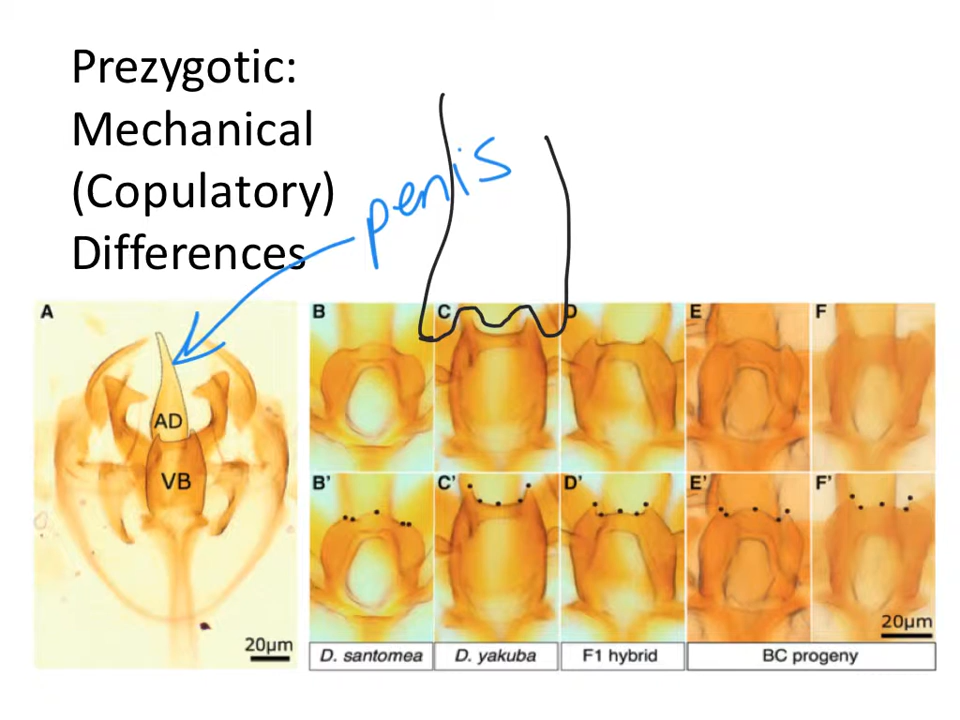 Prezygotic:
Mechanical
(Copulatory)
Differences
penis
A
AD
VB
20µm
B
C
D
E
F
B'
C'
D'
E'
F'
20µm
D. santomea
D. yakuba
F1 hybrid
BC progeny